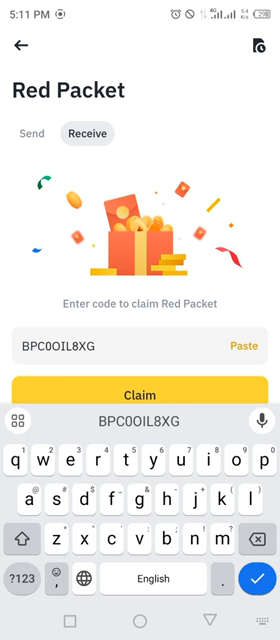 5:11 PM
Red Packet
Send Receive
Enter code to claim Red Packet
BPC0OIL8XG Paste
Claim
BPC0OIL8XG
q w e r t y u i o p
a s d f g h j k l
z x c v b n m
?123 , English .